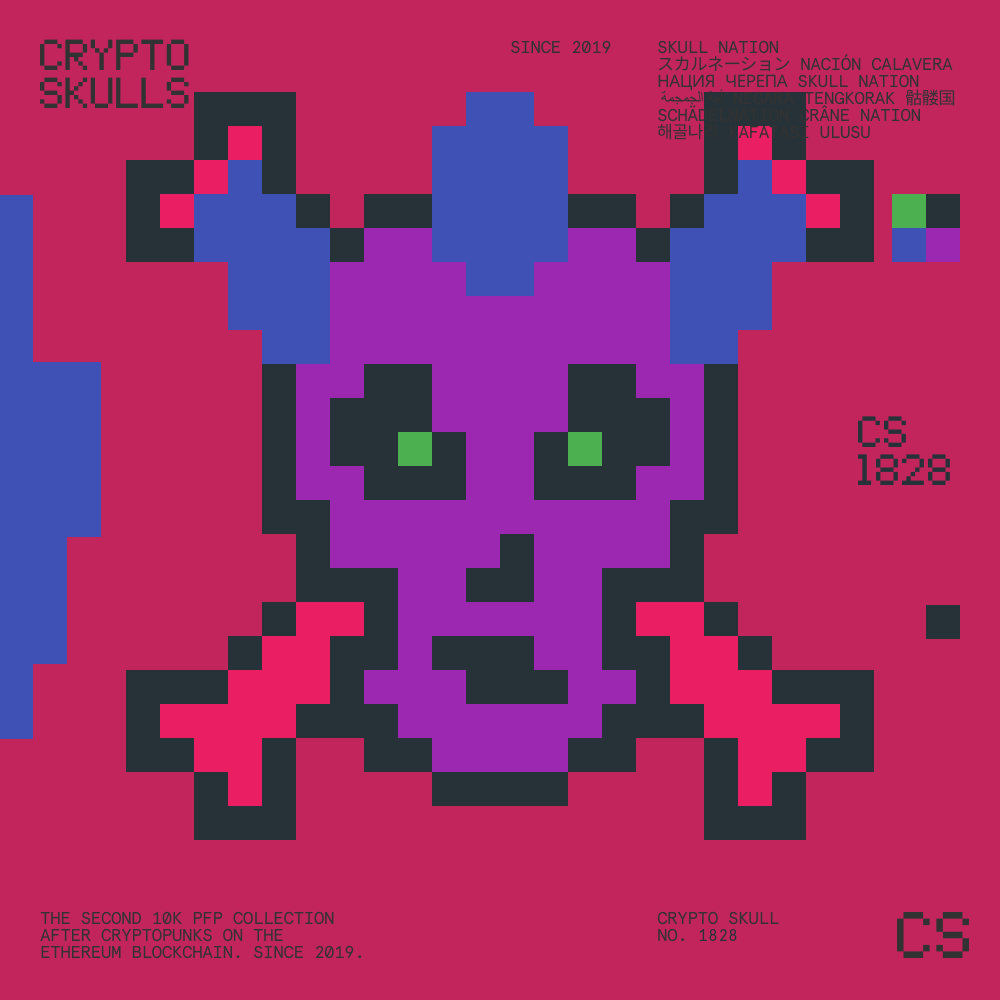 CRYPTO
SKULLS
SINCE 2019
SKULL NATION
スカルネーション NACIÓN CALAVERA
НАЦИЯ ЧЕРЕПА SKULL NATION
الجمجمة TENGKORAK 骷髅国
CRÂNE NATION
해골나 ULUSU
CS
1828
THE SECOND 10K PFP COLLECTION
AFTER CRYPTOPUNKS ON THE
ETHEREUM BLOCKCHAIN. SINCE 2019.
CRYPTO SKULL
NO. 1828
CS